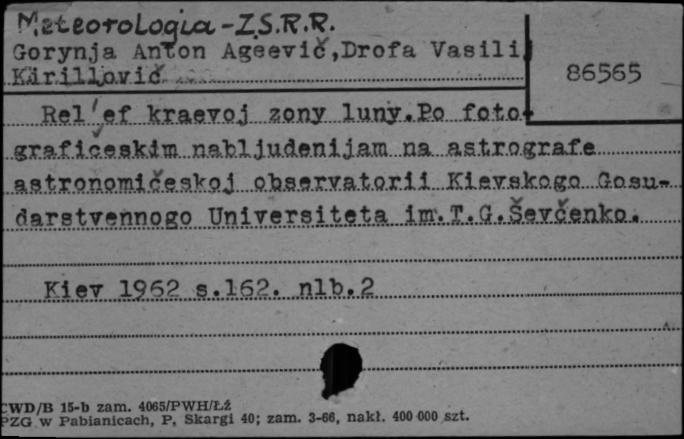 Meteorologia - Z.S.R.R.
Gorynja Anton Ageevič, Drofa Vasili
Kirillovič
86565
Rel'ef kraevoj zony luny. Po foto-
grafičeskim nabljudenijam na astrografe
astronomičeskoj observatorii Kievskogo Gosu-
darstvennogo Universiteta im. T.G. Ševčenko.
Kiev 1962 s.162. nlb.2
CWD/B 15-b zam. 4065/PWH/Łź
PZG w Pabianicach, P. Skargi 40; zam. 3-66, nakł. 400 000 szt.